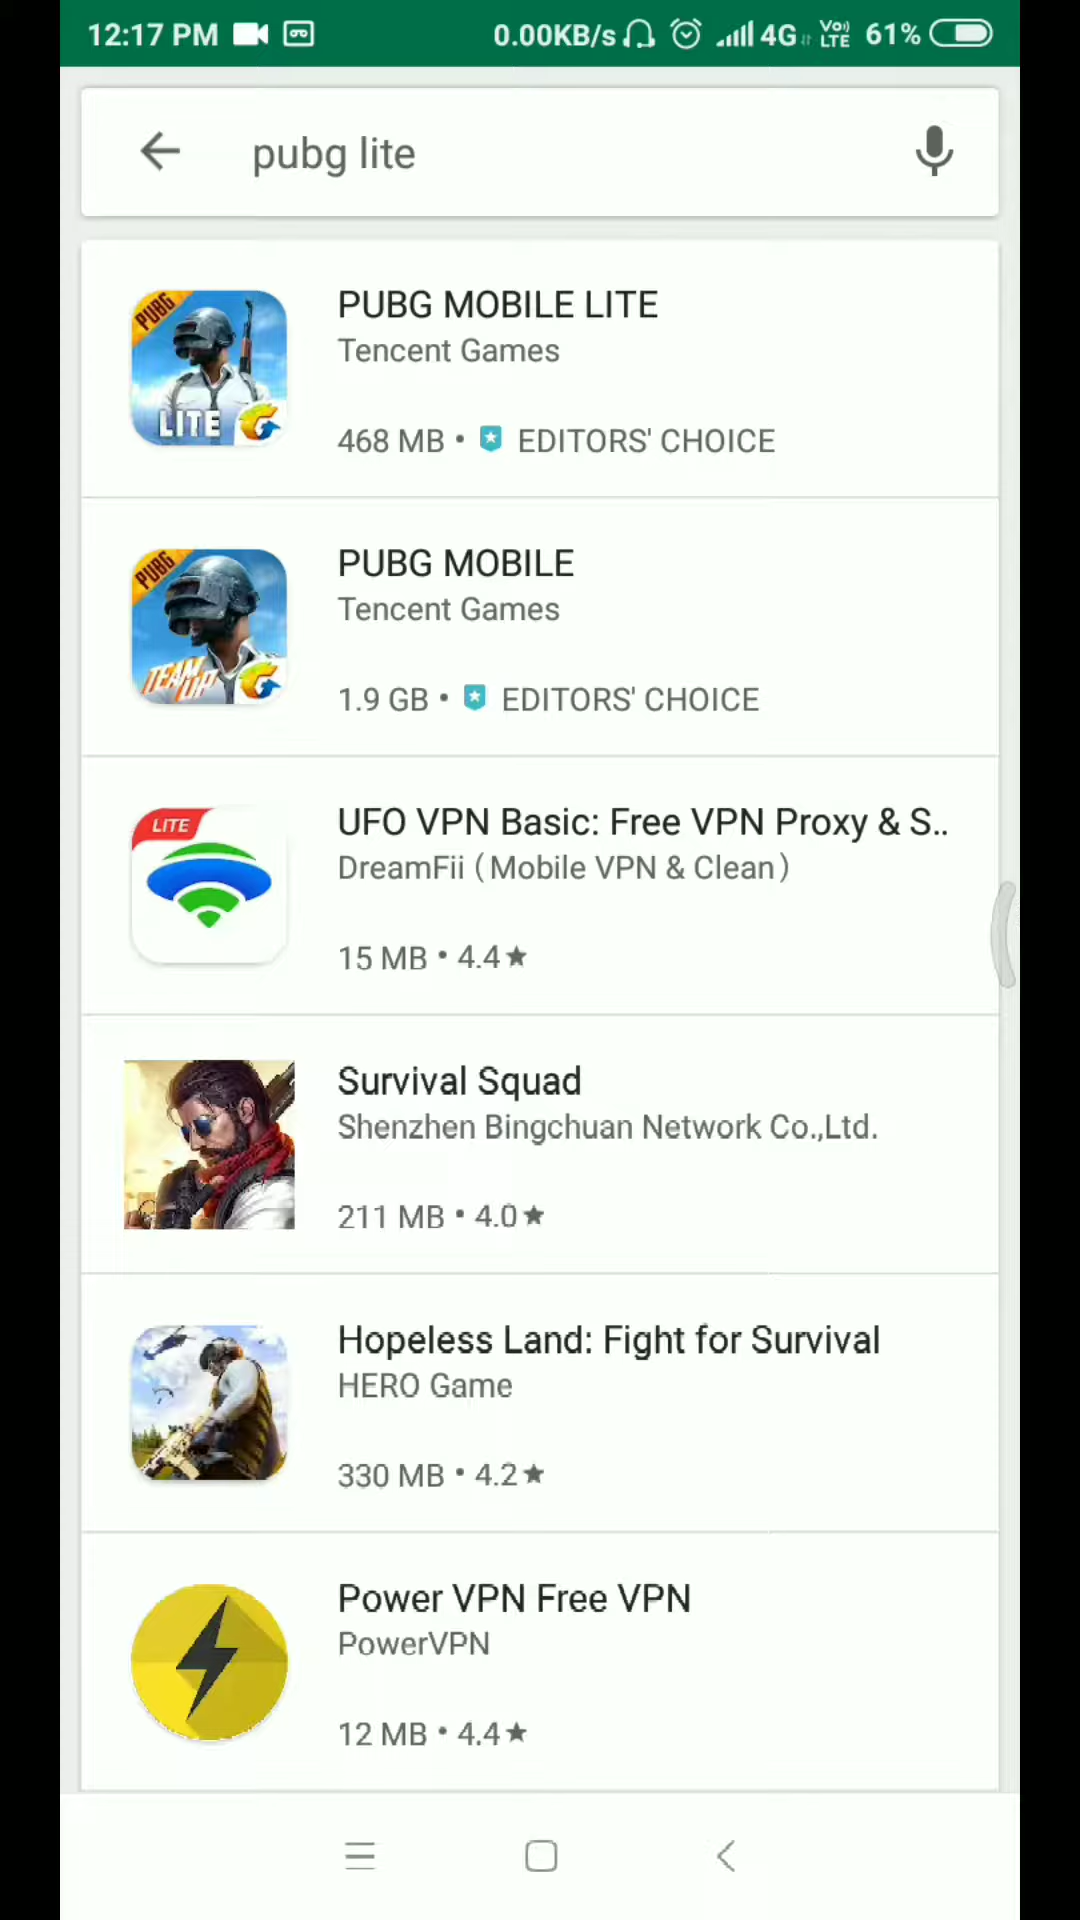 12:17 PM 0.00KB/s 4G Vo) LTE 61%
pubg lite
PUBG
LITE
PUBG MOBILE LITE
Tencent Games
468 MB • EDITORS' CHOICE
PUBG
TEAM UP
PUBG MOBILE
Tencent Games
1.9 GB • EDITORS' CHOICE
LITE
UFO VPN Basic: Free VPN Proxy & S..
DreamFii (Mobile VPN & Clean)
15 MB • 4.4★
Survival Squad
Shenzhen Bingchuan Network Co.,Ltd.
211 MB • 4.0★
Hopeless Land: Fight for Survival
HERO Game
330 MB • 4.2★
Power VPN Free VPN
PowerVPN
12 MB • 4.4★